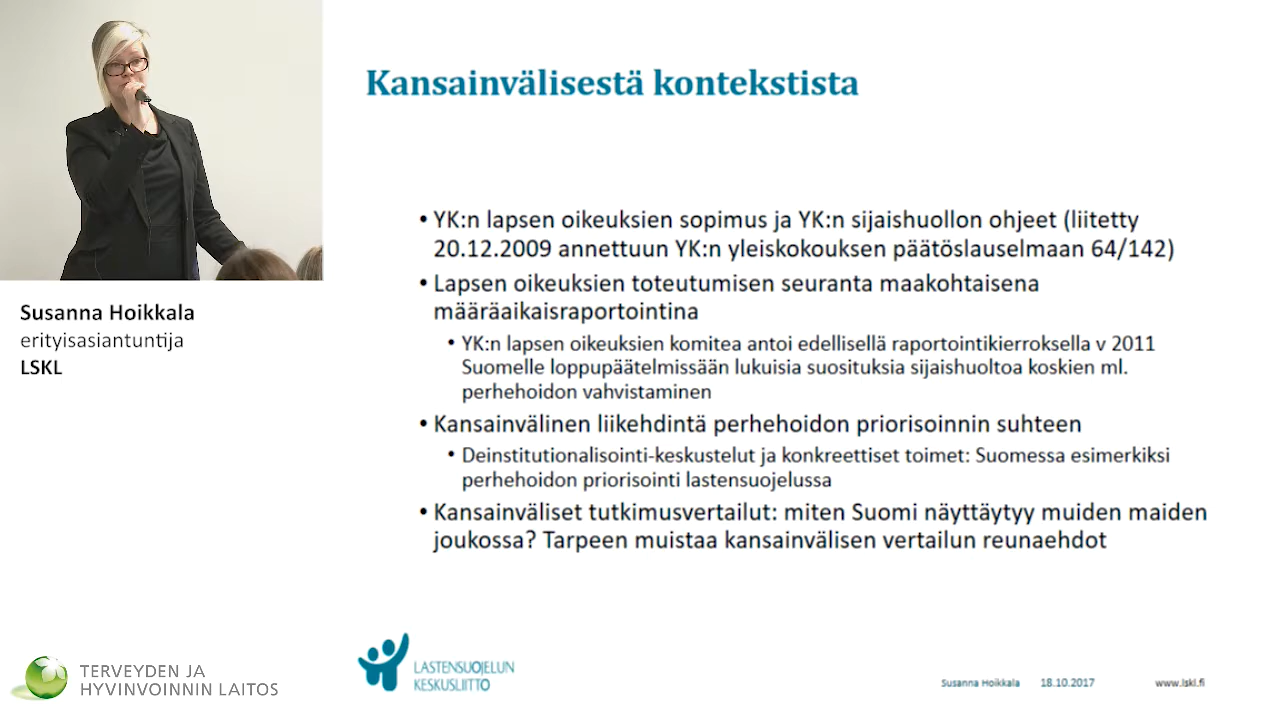 Kansainvälisestä kontekstista
• YK:n lapsen oikeuksien sopimus ja YK:n sijaishuollon ohjeet (liitetty
20.12.2009 annettuun YK:n yleiskokouksen päätöslauselmaan 64/142)
• Lapsen oikeuksien toteutumisen seuranta maakohtaisena
määräaikaisraportointina
• YK:n lapsen oikeuksien komitea antoi edellisellä raportointikierroksella v 2011
Suomelle loppupäätelmissään lukuisia suosituksia sijaishuoltoa koskien ml.
perhehoidon vahvistaminen
• Kansainvälinen liikehdintä perhehoidon priorisoinnin suhteen
• Deinstitutionalisointi-keskustelut ja konkreettiset toimet: Suomessa esimerkiksi
perhehoidon priorisointi lastensuojelussa
• Kansainväliset tutkimusvertailut: miten Suomi näyttäytyy muiden maiden
joukossa? Tarpeen muistaa kansainvälisen vertailun reunaehdot
Susanna Hoikkala
erityisasiantuntija
LSKL
TERVEYDEN JA
HYVINVOINNIN LAITOS
LASTENSUOJELUN
KESKUSLIITTO
Susanna Hoikkala 18.10.2017 www.lskl.fi